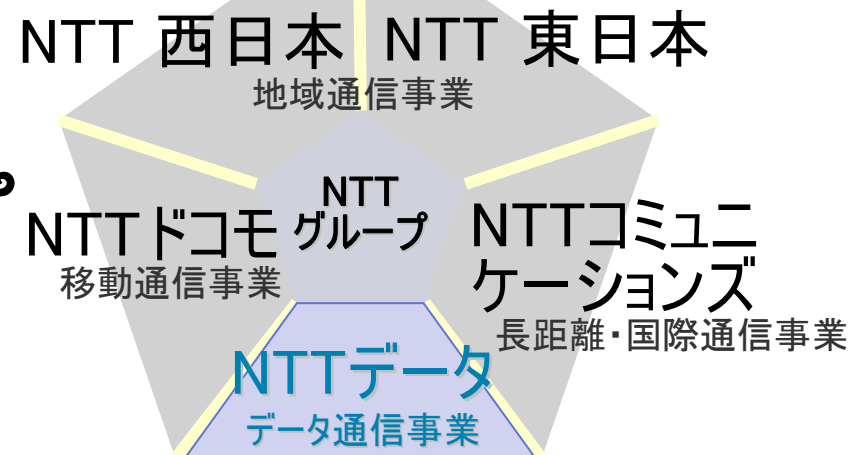 NTT 西日本 NTT 東日本
地域通信事業
NTT
グループ
NTTドコモ
移動通信事業
NTTコミュニ
ケーションズ
長距離・国際通信事業
NTTデータ
データ通信事業